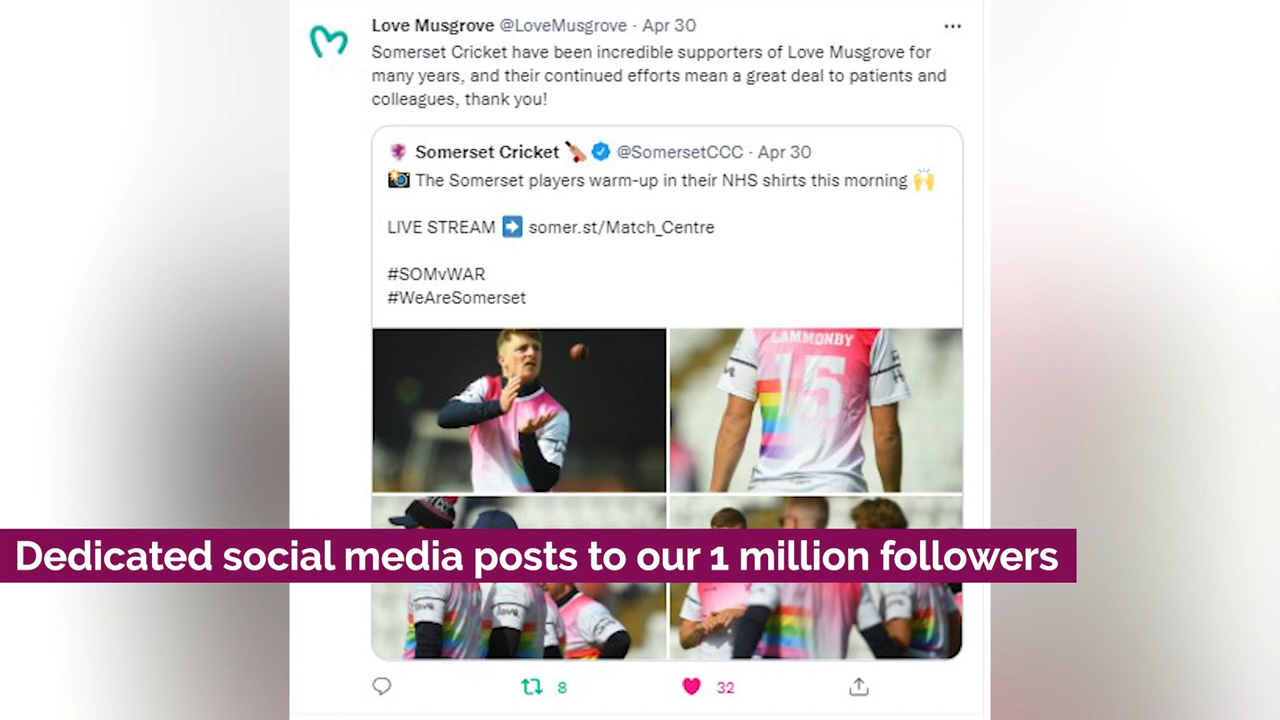 Love Musgrove @LoveMusgrove · Apr 30
Somerset Cricket have been incredible supporters of Love Musgrove for
many years, and their continued efforts mean a great deal to patients and
colleagues, thank you!
Somerset Cricket @SomersetCCC · Apr 30
The Somerset players warm-up in their NHS shirts this morning
LIVE STREAM somer.st/Match_Centre
#SOMvWAR
#WeAreSomerset
LAMMONBY
15
Dedicated social media posts to our 1 million followers
love
love
8
32